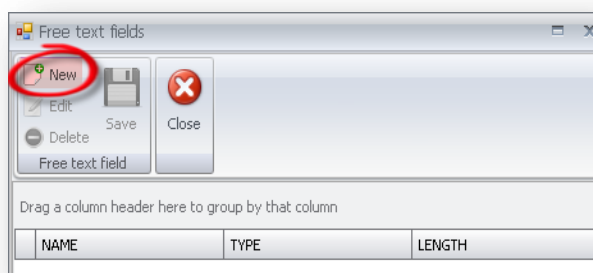 Free text fields
New
Edit
Delete
Save
Close
Free text field
Drag a column header here to group by that column
NAME TYPE LENGTH